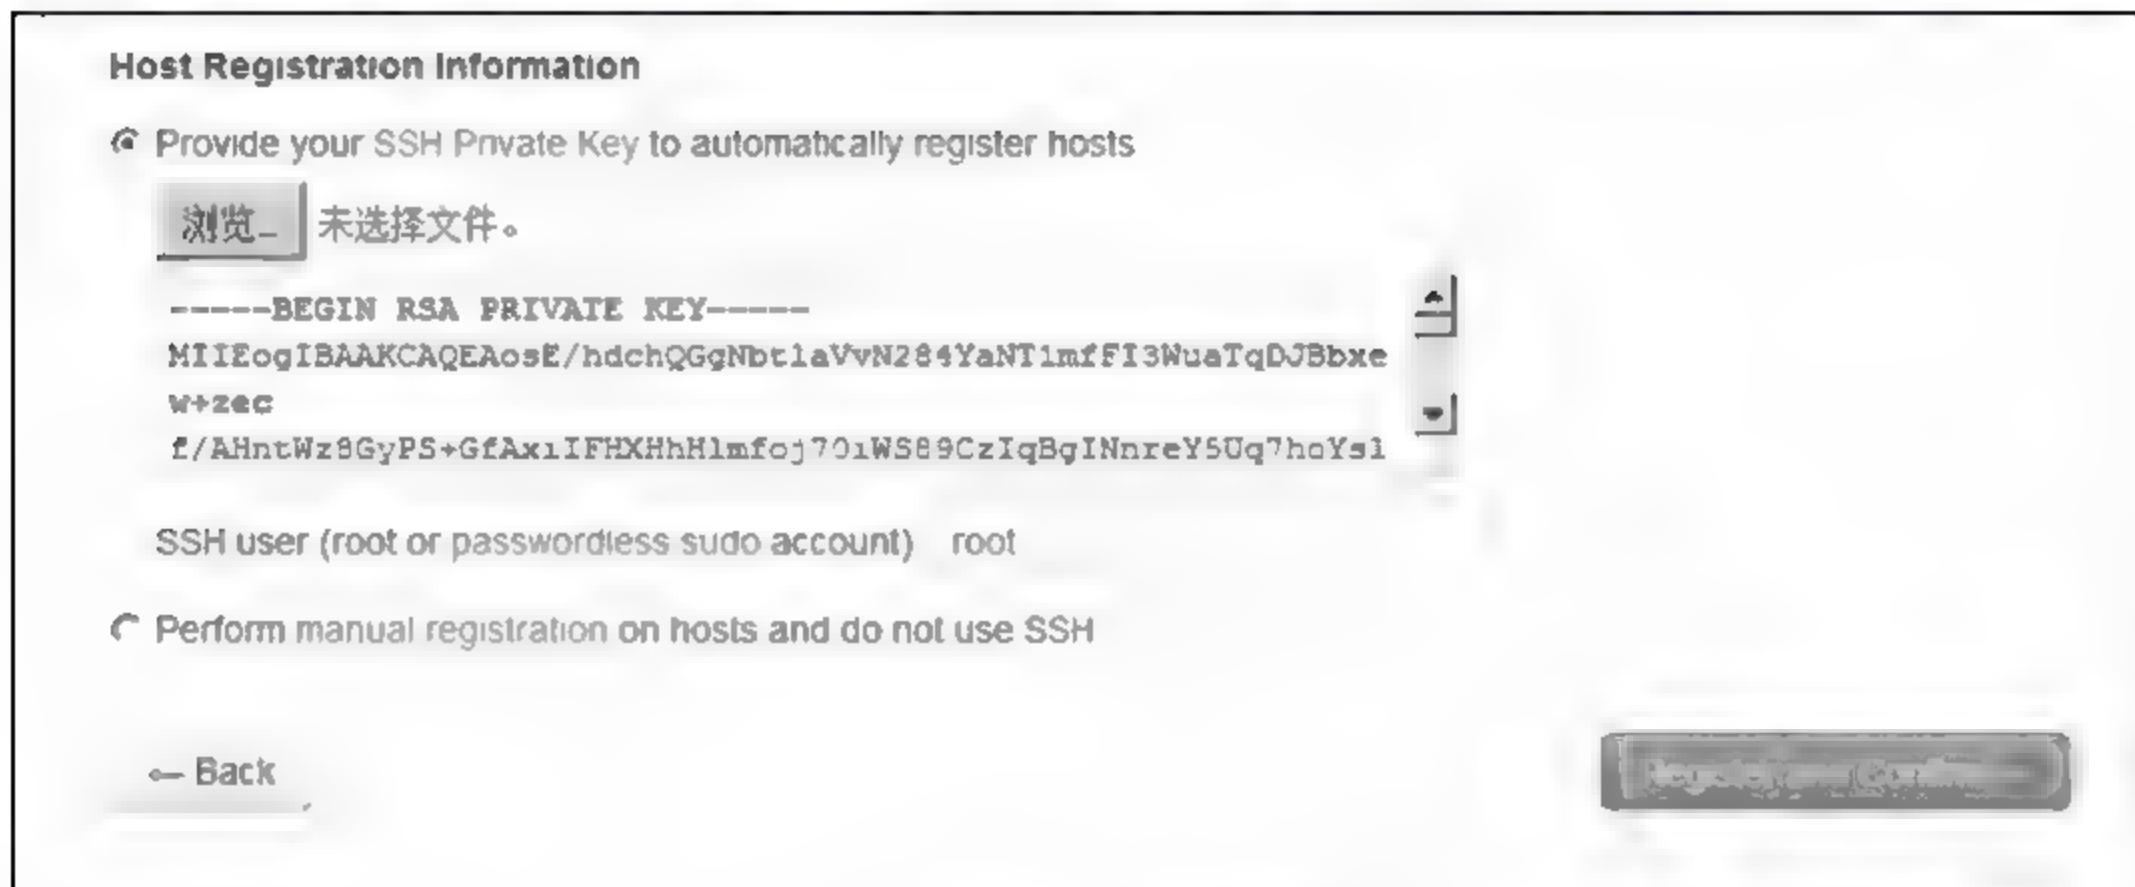 Host Registration Information
Provide your SSH Private Key to automatically register hosts
浏览… 未选择文件。
-----BEGIN RSA PRIVATE KEY-----
MIIEogIBAAKCAQEAosE/hdchQGgNbtlaVvN284YaNT1mfFI3WuaTqDJBbxe
w+zec
f/AHntWz8GyPS+GfAxiIFHXHhHlmfoj70iWS89CzIqBgINnreY5Uq7hoYsl
SSH user (root or passwordless sudo account) root
Perform manual registration on hosts and do not use SSH
← Back